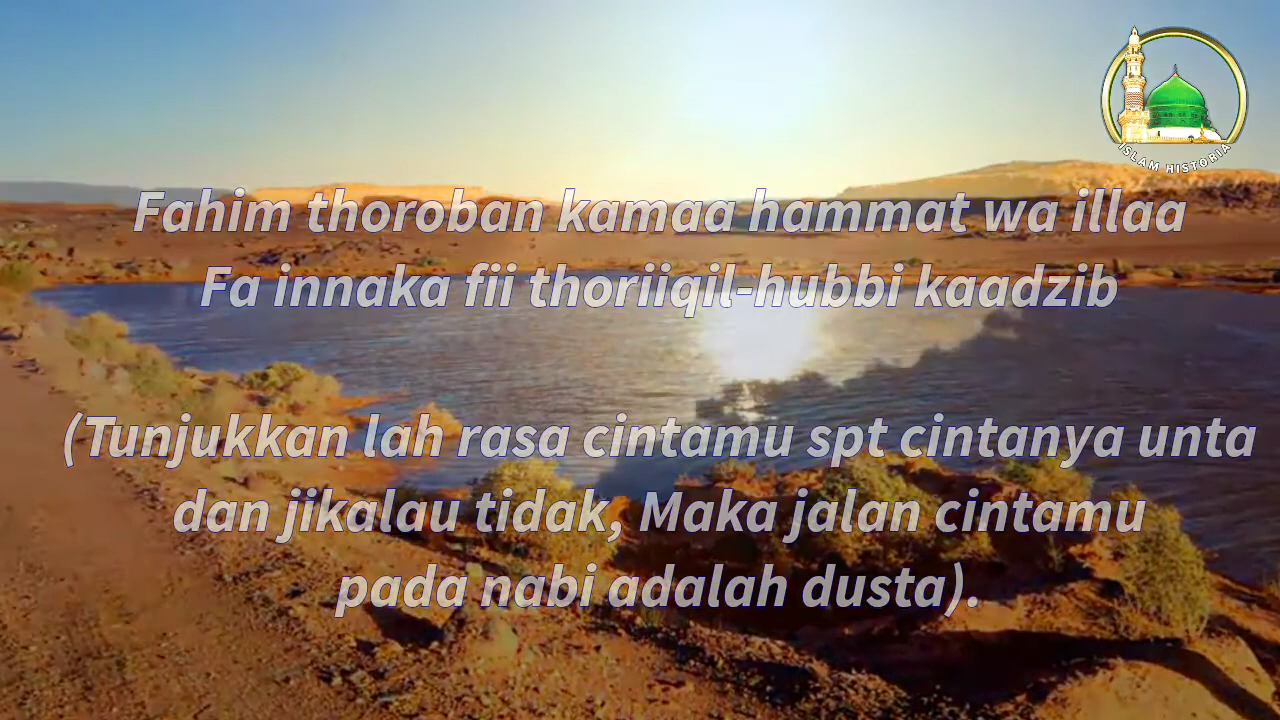 ISLAM HISTORIA
Fahim thoroban kamaa hammat wa illaa
Fa innaka fii thoriiqil-hubbi kaadzib
(Tunjukkan lah rasa cintamu spt cintanya unta
dan jikalau tidak, Maka jalan cintamu
pada nabi adalah dusta).